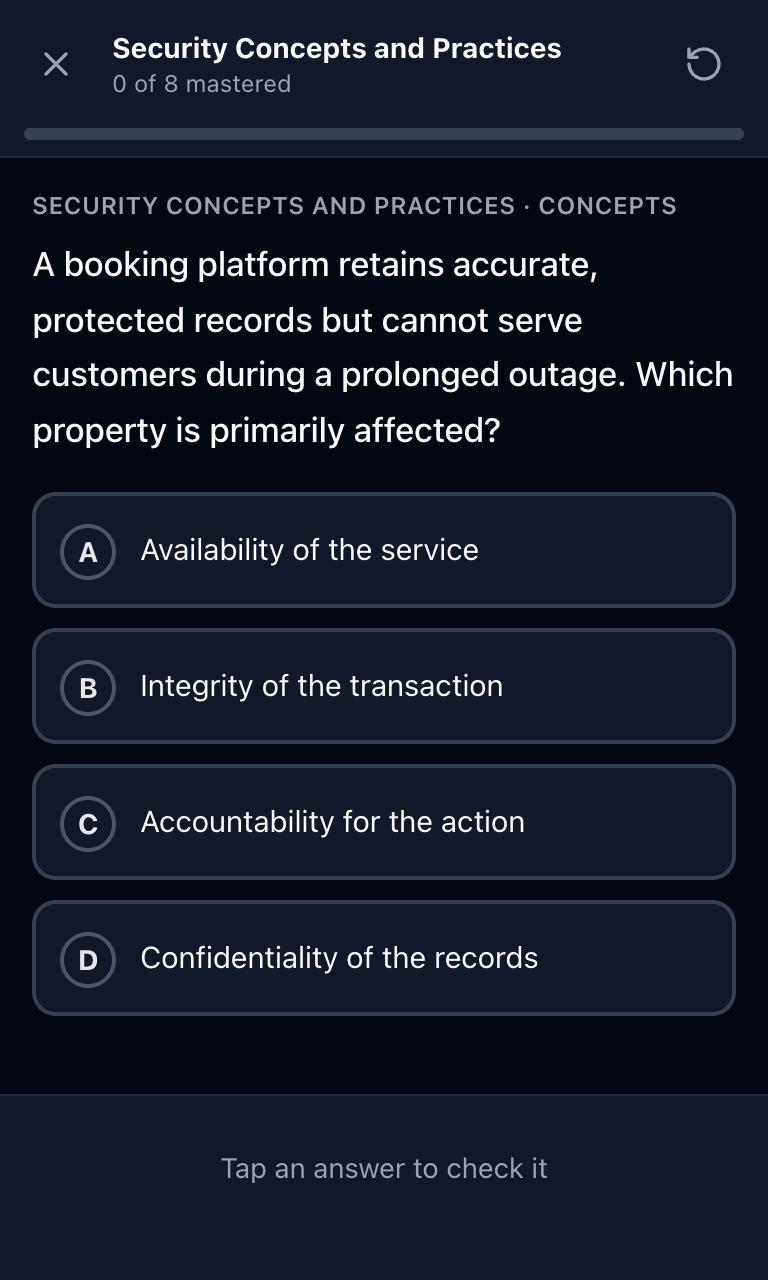 Security Concepts and Practices
0 of 8 mastered
SECURITY CONCEPTS AND PRACTICES · CONCEPTS
A booking platform retains accurate,
protected records but cannot serve
customers during a prolonged outage. Which
property is primarily affected?
A Availability of the service
B Integrity of the transaction
C Accountability for the action
D Confidentiality of the records
Tap an answer to check it